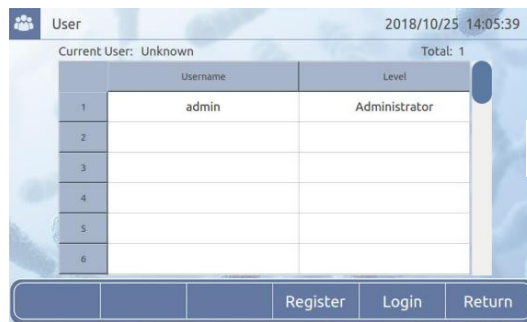 User 2018/10/25 14:05:39
Current User: Unknown Total: 1
Username Level
1 admin Administrator
2
3
4
5
6
Register Login Return